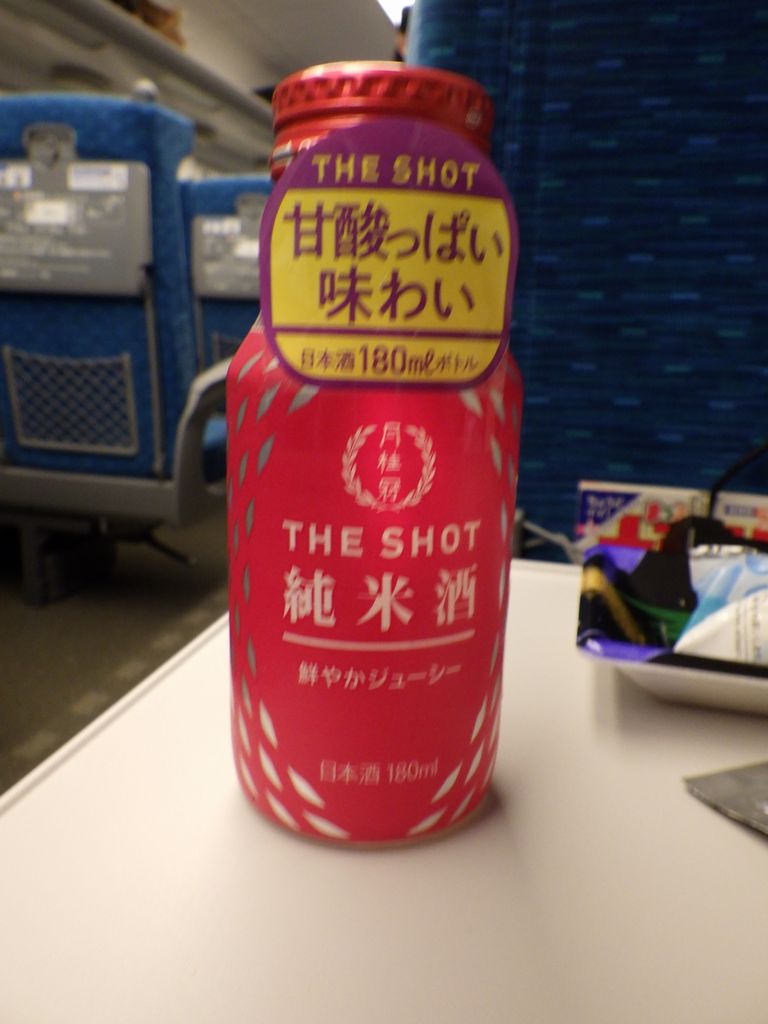 THE SHOT
甘酸っぱい
味わい
日本酒180mlボトル
月桂冠
THE SHOT
純米酒
鮮やかジューシー
日本酒 180ml